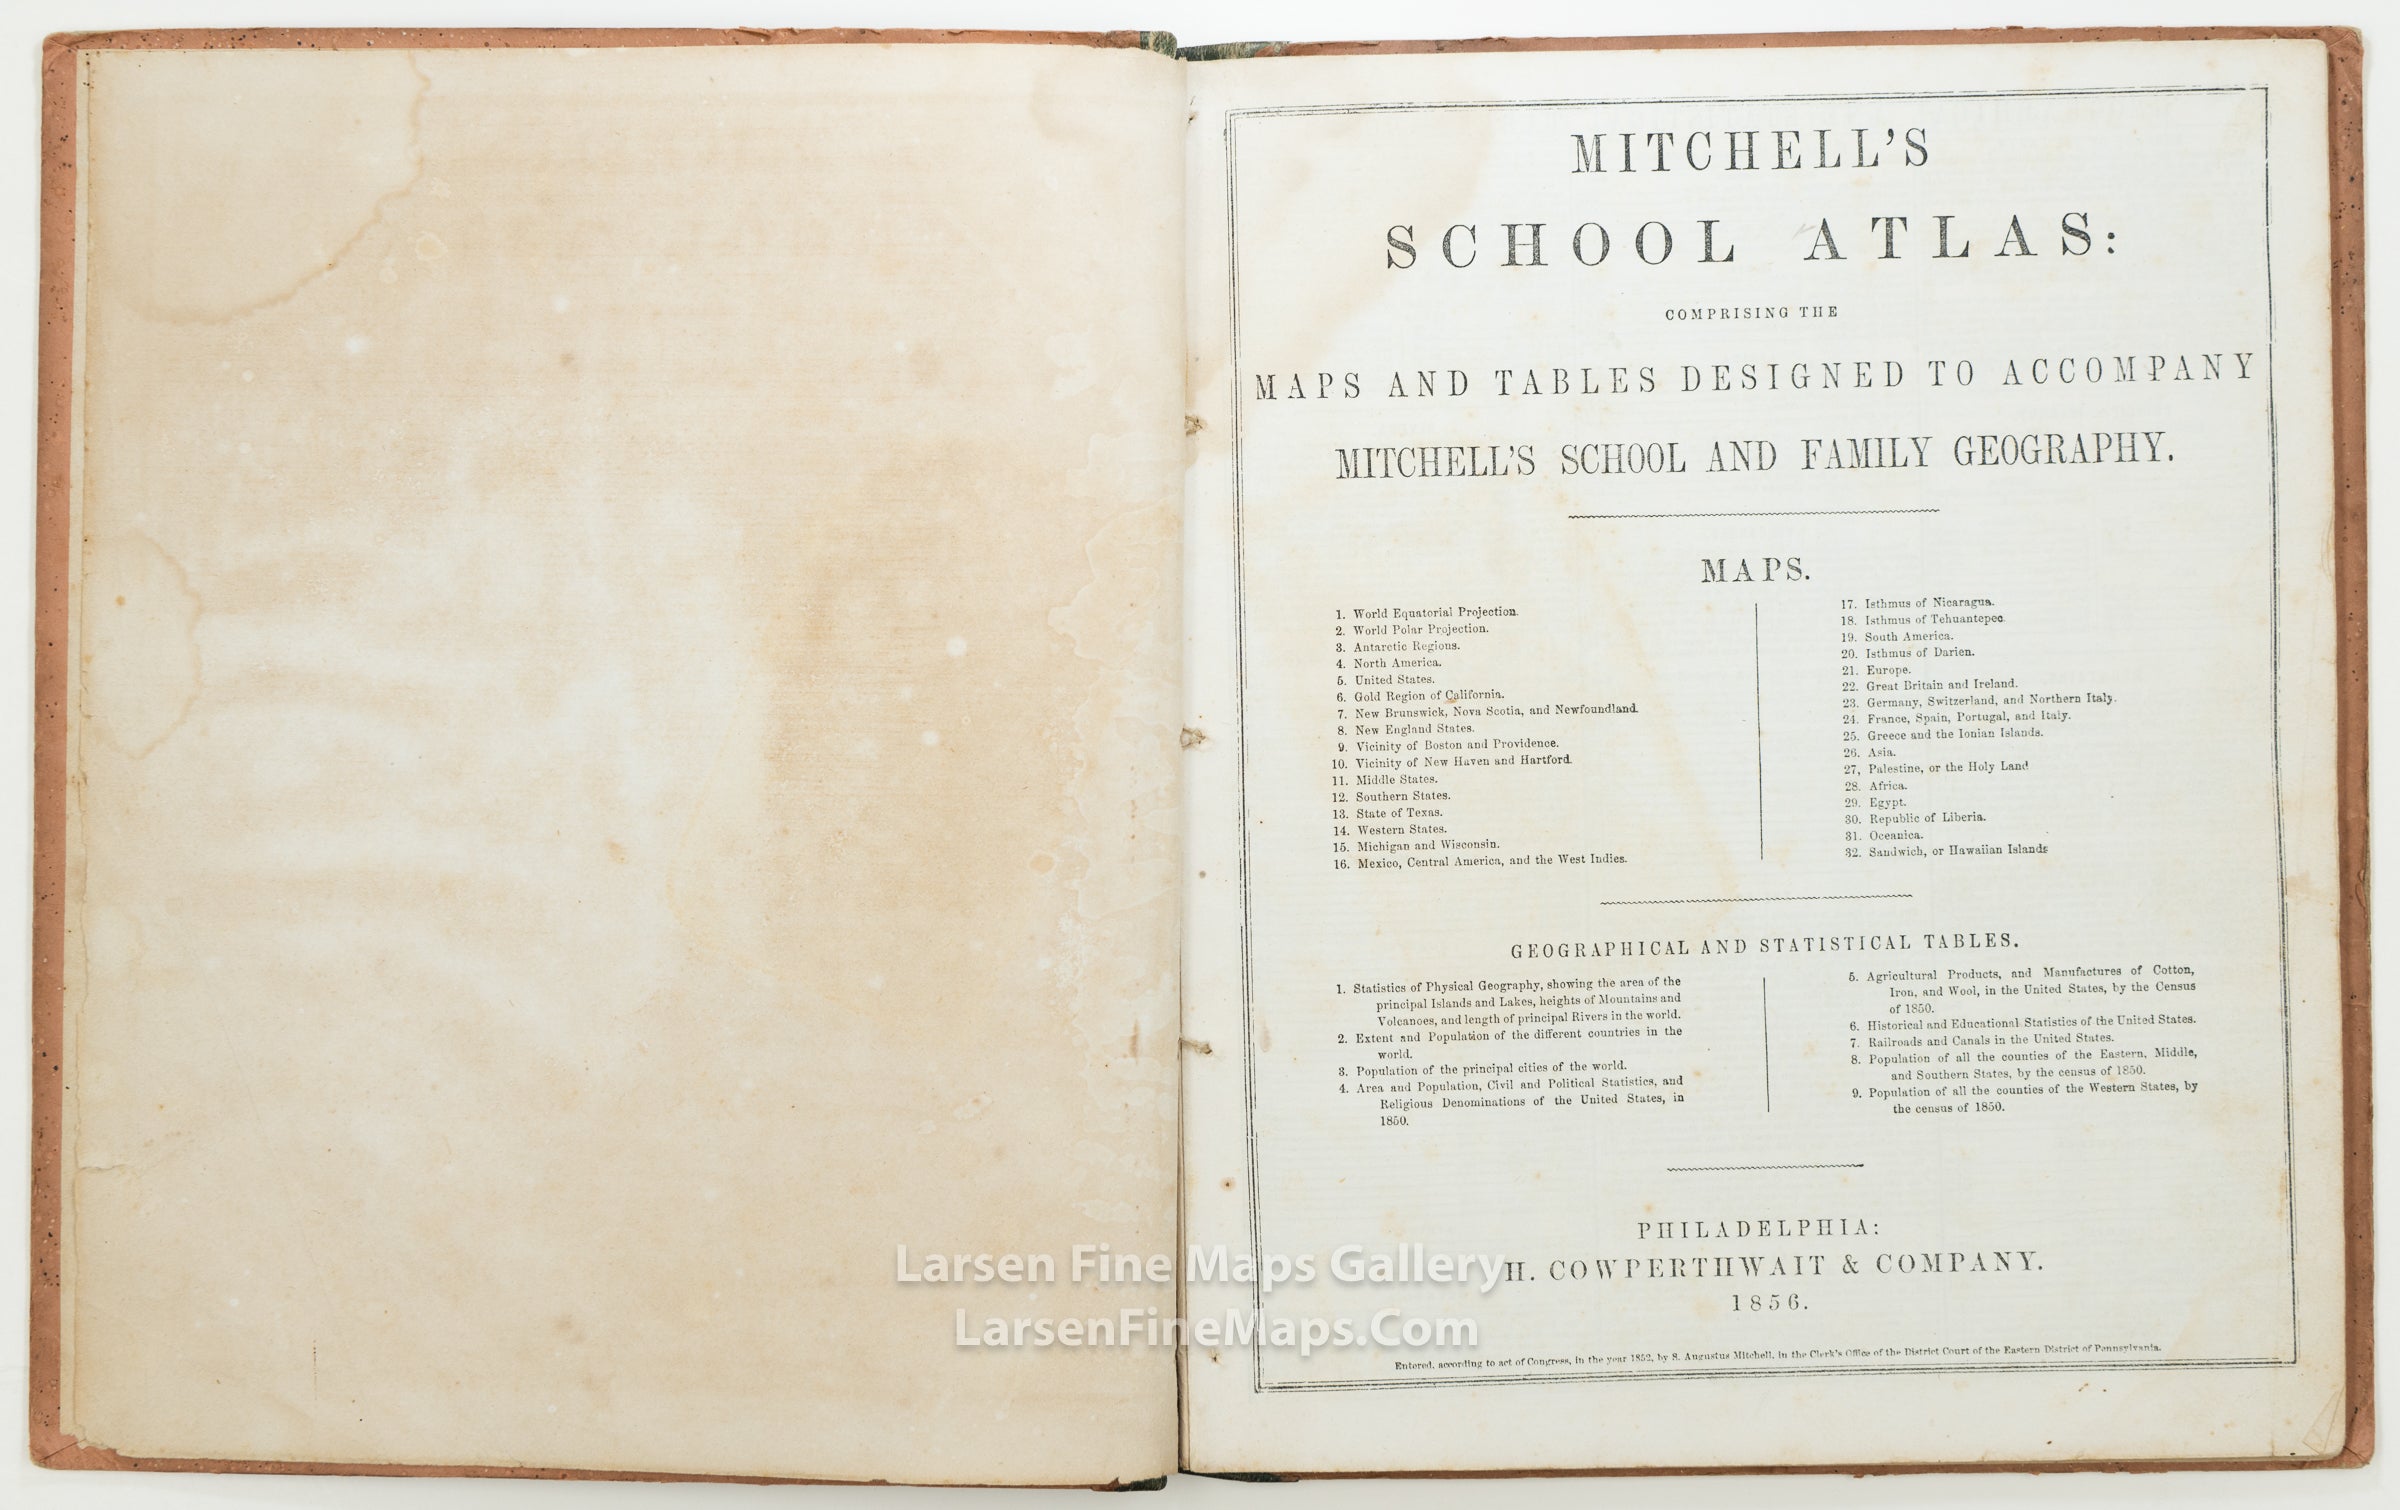 MITCHELL'S
SCHOOL ATLAS:
COMPRISING THE
MAPS AND TABLES DESIGNED TO ACCOMPANY
MITCHELL'S SCHOOL AND FAMILY GEOGRAPHY.
MAPS.
1. World Equatorial Projection.
2. World Polar Projection.
3. Antarctic Regions.
4. North America.
5. United States.
6. Gold Region of California.
7. New Brunswick, Nova Scotia, and Newfoundland.
8. New England States.
9. Vicinity of Boston and Providence.
10. Vicinity of New Haven and Hartford.
11. Middle States.
12. Southern States.
13. State of Texas.
14. Western States.
15. Michigan and Wisconsin.
16. Mexico, Central America, and the West Indies.
17. Isthmus of Nicaragua.
18. Isthmus of Tehuantepec.
19. South America.
20. Isthmus of Darien.
21. Europe.
22. Great Britain and Ireland.
23. Germany, Switzerland, and Northern Italy.
24. France, Spain, Portugal, and Italy.
25. Greece and the Ionian Islands.
26. Asia.
27, Palestine, or the Holy Land
28. Africa.
29. Egypt.
30. Republic of Liberia.
31. Oceanica.
32. Sandwich, or Hawaiian Islands
GEOGRAPHICAL AND STATISTICAL TABLES.
1. Statistics of Physical Geography, showing the area of the
principal Islands and Lakes, heights of Mountains and
Volcanoes, and length of principal Rivers in the world.
2. Extent and Population of the different countries in the
world.
3. Population of the principal cities of the world.
4. Area and Population, Civil and Political Statistics, and
Religious Denominations of the United States, in
1850.
5. Agricultural Products, and Manufactures of Cotton,
Iron, and Wool, in the United States, by the Census
of 1850.
6. Historical and Educational Statistics of the United States.
7. Railroads and Canals in the United States.
8. Population of all the counties of the Eastern, Middle,
and Southern States, by the census of 1850.
9. Population of all the counties of the Western States, by
the census of 1850.
PHILADELPHIA:
H. COWPERTHWAIT & COMPANY.
1856.
Entered, according to act of Congress, in the year 1852, by S. Augustus Mitchell, in the Clerk's Office of the District Court of the Eastern District of Pennsylvania.
Larsen Fine Maps Gallery
LarsenFineMaps.Com